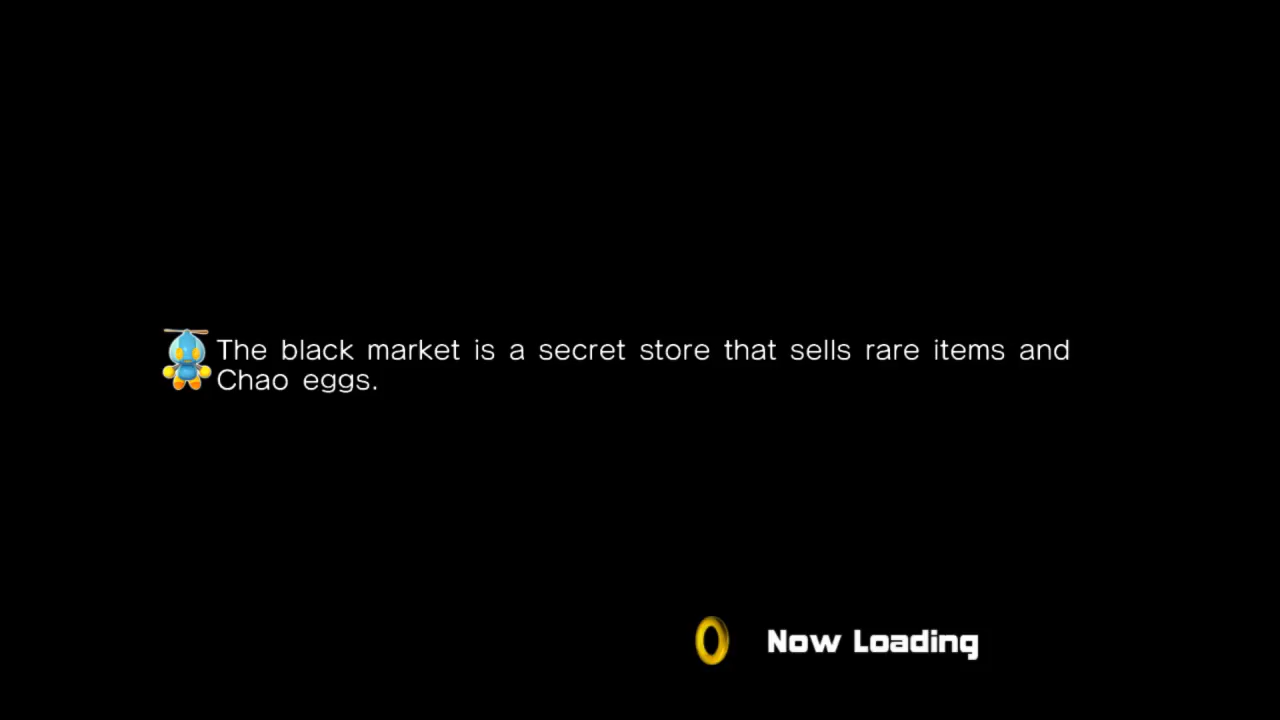 The black market is a secret store that sells rare items and
Chao eggs.
Now Loading